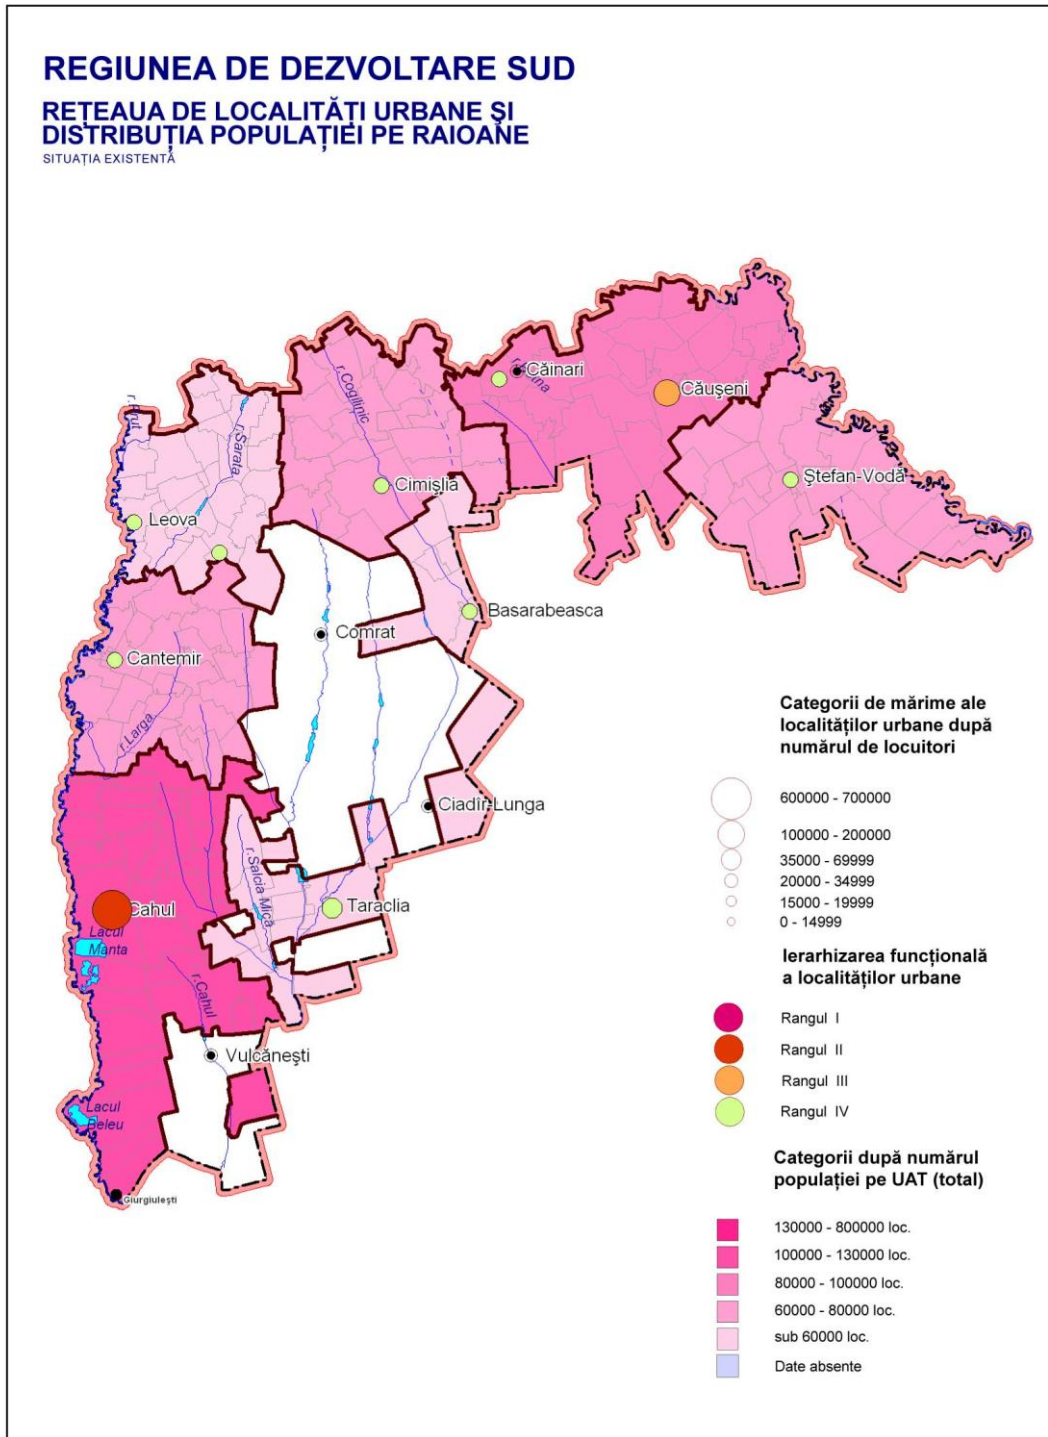 REGIUNEA DE DEZVOLTARE SUD
REȚEAUA DE LOCALITĂȚI URBANE ȘI
DISTRIBUȚIA POPULAȚIEI PE RAIOANE
SITUAȚIA EXISTENTĂ
Căinari
Căușeni
r.Cogîlnic
r.Prut
r.Sarata
Cimișlia
Ștefan-Vodă
Leova
Basarabeasca
Comrat
Cantemir
r.Larga
Ciadîr-Lunga
r.Salcia Mică
Taraclia
Cahul
Lacul
Manta
r.Cahul
Vulcănești
Lacul
Beleu
Giurgiulești
Categorii de mărime ale
localităților urbane după
numărul de locuitori
600000 - 700000
100000 - 200000
35000 - 69999
20000 - 34999
15000 - 19999
0 - 14999
Ierarhizarea funcțională
a localităților urbane
Rangul I
Rangul II
Rangul III
Rangul IV
Categorii după numărul
populației pe UAT (total)
130000 - 800000 loc.
100000 - 130000 loc.
80000 - 100000 loc.
60000 - 80000 loc.
sub 60000 loc.
Date absente